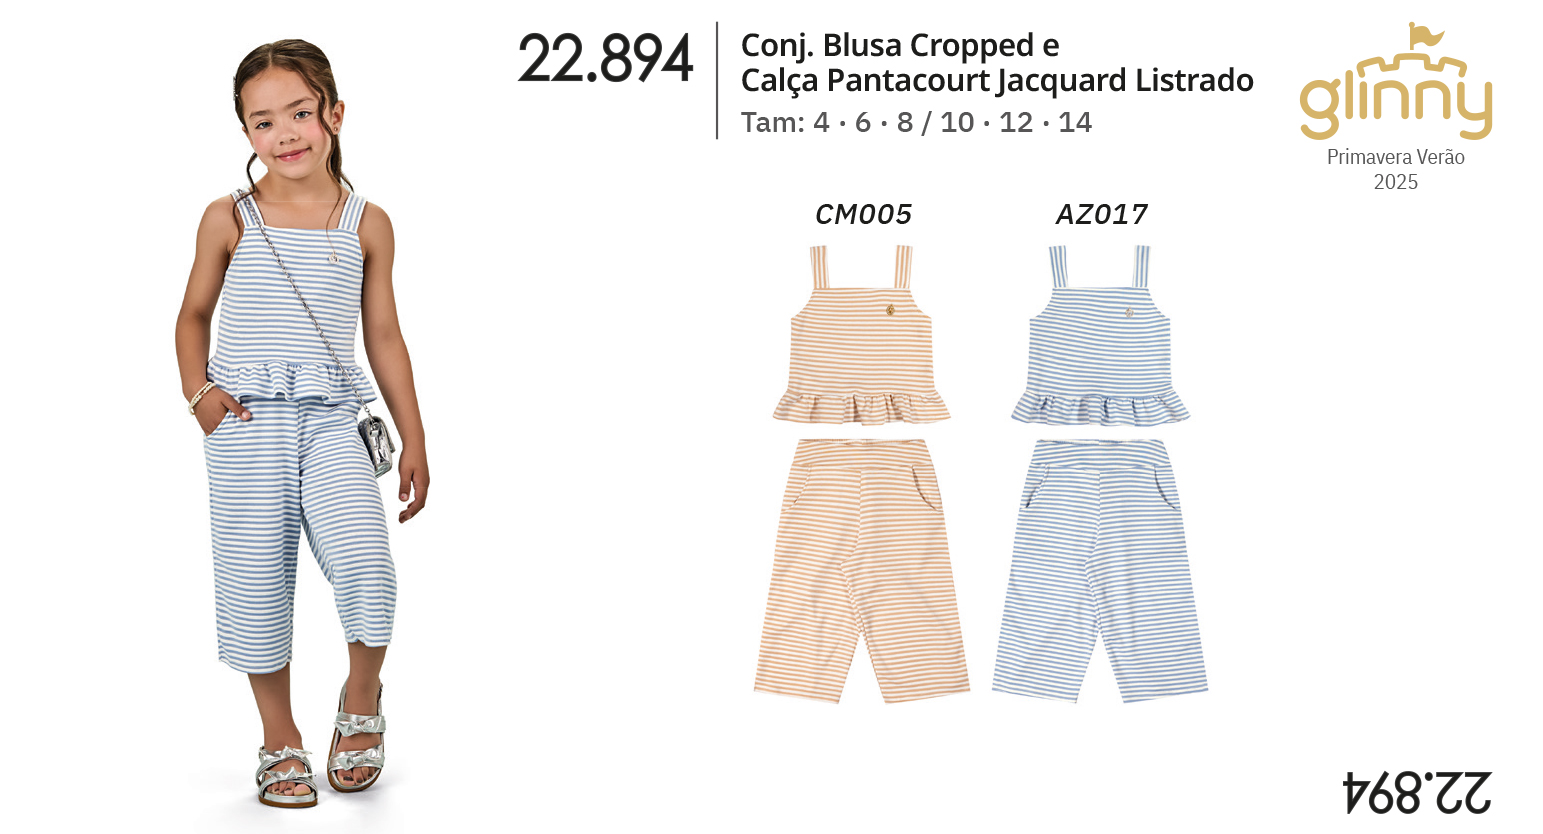 22.894
Conj. Blusa Cropped e
Calça Pantacourt Jacquard Listrado
Tam: 4 · 6 · 8 / 10 · 12 · 14
glinny
Primavera Verão
2025
CM005
AZ017
22.894